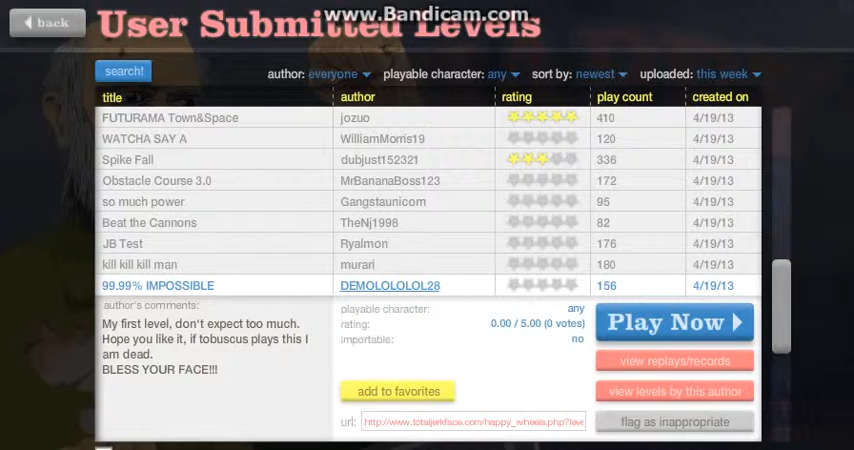 www.Bandicam.com
back
User Submitted Levels
search!
author: everyone playable character: any sort by: newest uploaded: this week
title author rating play count created on
FUTURAMA Town&Space jozuo 410 4/19/13
WATCHA SAY A WilliamMorris19 120 4/19/13
Spike Fall dubjust152321 336 4/19/13
Obstacle Course 3.0 MrBananaBoss123 172 4/19/13
so much power Gangstaunicorn 95 4/19/13
Beat the Cannons TheNj1998 82 4/19/13
JB Test Ryalmon 176 4/19/13
kill kill kill man murari 180 4/19/13
99.99% IMPOSSIBLE DEMOLOLOLOL28 156 4/19/13
author's comments:
My first level, don't expect too much.
Hope you like it, if tobuscus plays this I
am dead.
BLESS YOUR FACE!!!
playable character: any
rating: 0.00 / 5.00 (0 votes)
importable: no
add to favorites
url: http://www.totaljerkface.com/happy_wheels.php?leve
Play Now
view replays/records
view levels by this author
flag as inappropriate